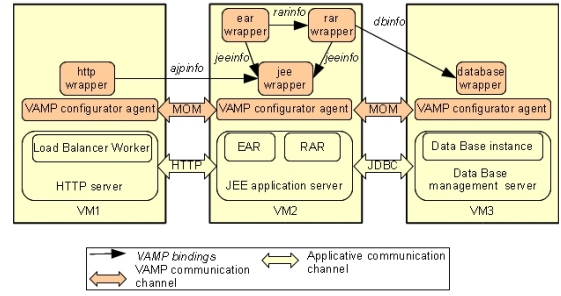 ear
wrapper
rarinfo
rar
wrapper
dbinfo
jeeinfo
jeeinfo
http
wrapper
ajpinfo
jee
wrapper
database
wrapper
VAMP configurator agent
MOM
VAMP configurator agent
MOM
VAMP configurator agent
Load Balancer Worker
HTTP server
HTTP
EAR
RAR
JEE application server
JDBC
Data Base instance
Data Base
management server
VM1
VM2
VM3
VAMP bindings
VAMP communication
channel
Applicative communication
channel